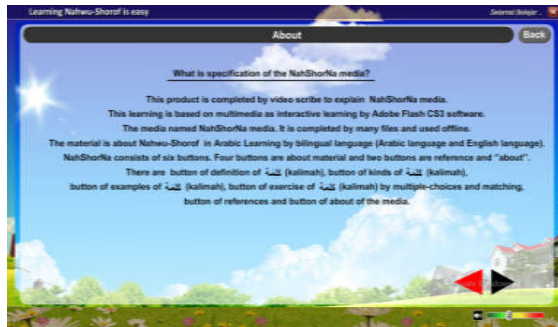 Learning Nahwu-Shorof is easy
Selamat Belajar ..
About
Back
What is specification of the NahShorNa media?
This product is completed by video scribe to explain NahShorNa media.
This learning is based on multimedia as interactive learning by Adobe Flash CS3 software.
The media named NahShorNa media. It is completed by many files and used offline.
The material is about Nahwu-Shorof in Arabic Learning by bilingual language (Arabic language and English language).
NahShorNa consists of six buttons. Four buttons are about material and two buttons are reference and "about".
There are button of definition of كلمة (kalimah), button of kinds of كلمة (kalimah),
button of examples of كلمة (kalimah), button of exercise of كلمة (kalimah) by multiple-choices and matching,
button of references and button of about of the media.